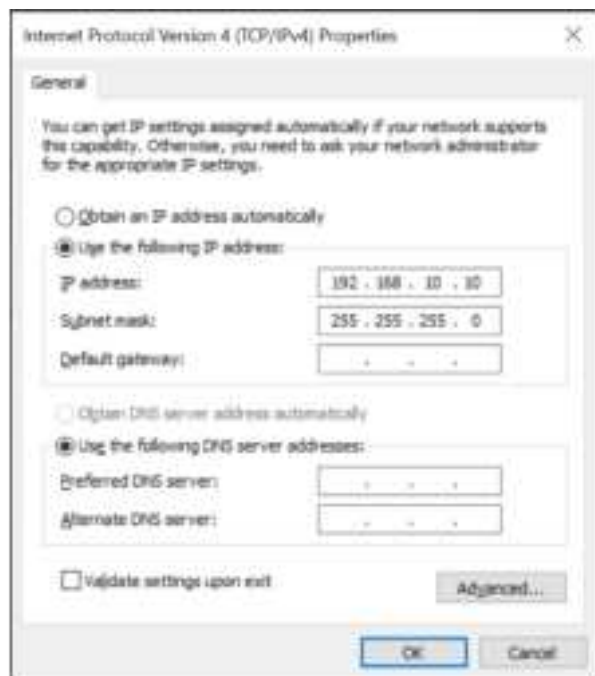 Internet Protocol Version 4 (TCP/IPv4) Properties
General
You can get IP settings assigned automatically if your network supports
this capability. Otherwise, you need to ask your network administrator
for the appropriate IP settings.
Obtain an IP address automatically
Use the following IP address:
IP address: 192 . 168 . 10 . 10
Subnet mask: 255 . 255 . 255 . 0
Default gateway: . . .
Obtain DNS server address automatically
Use the following DNS server addresses:
Preferred DNS server: . . .
Alternate DNS server: . . .
Validate settings upon exit
Advanced...
OK Cancel